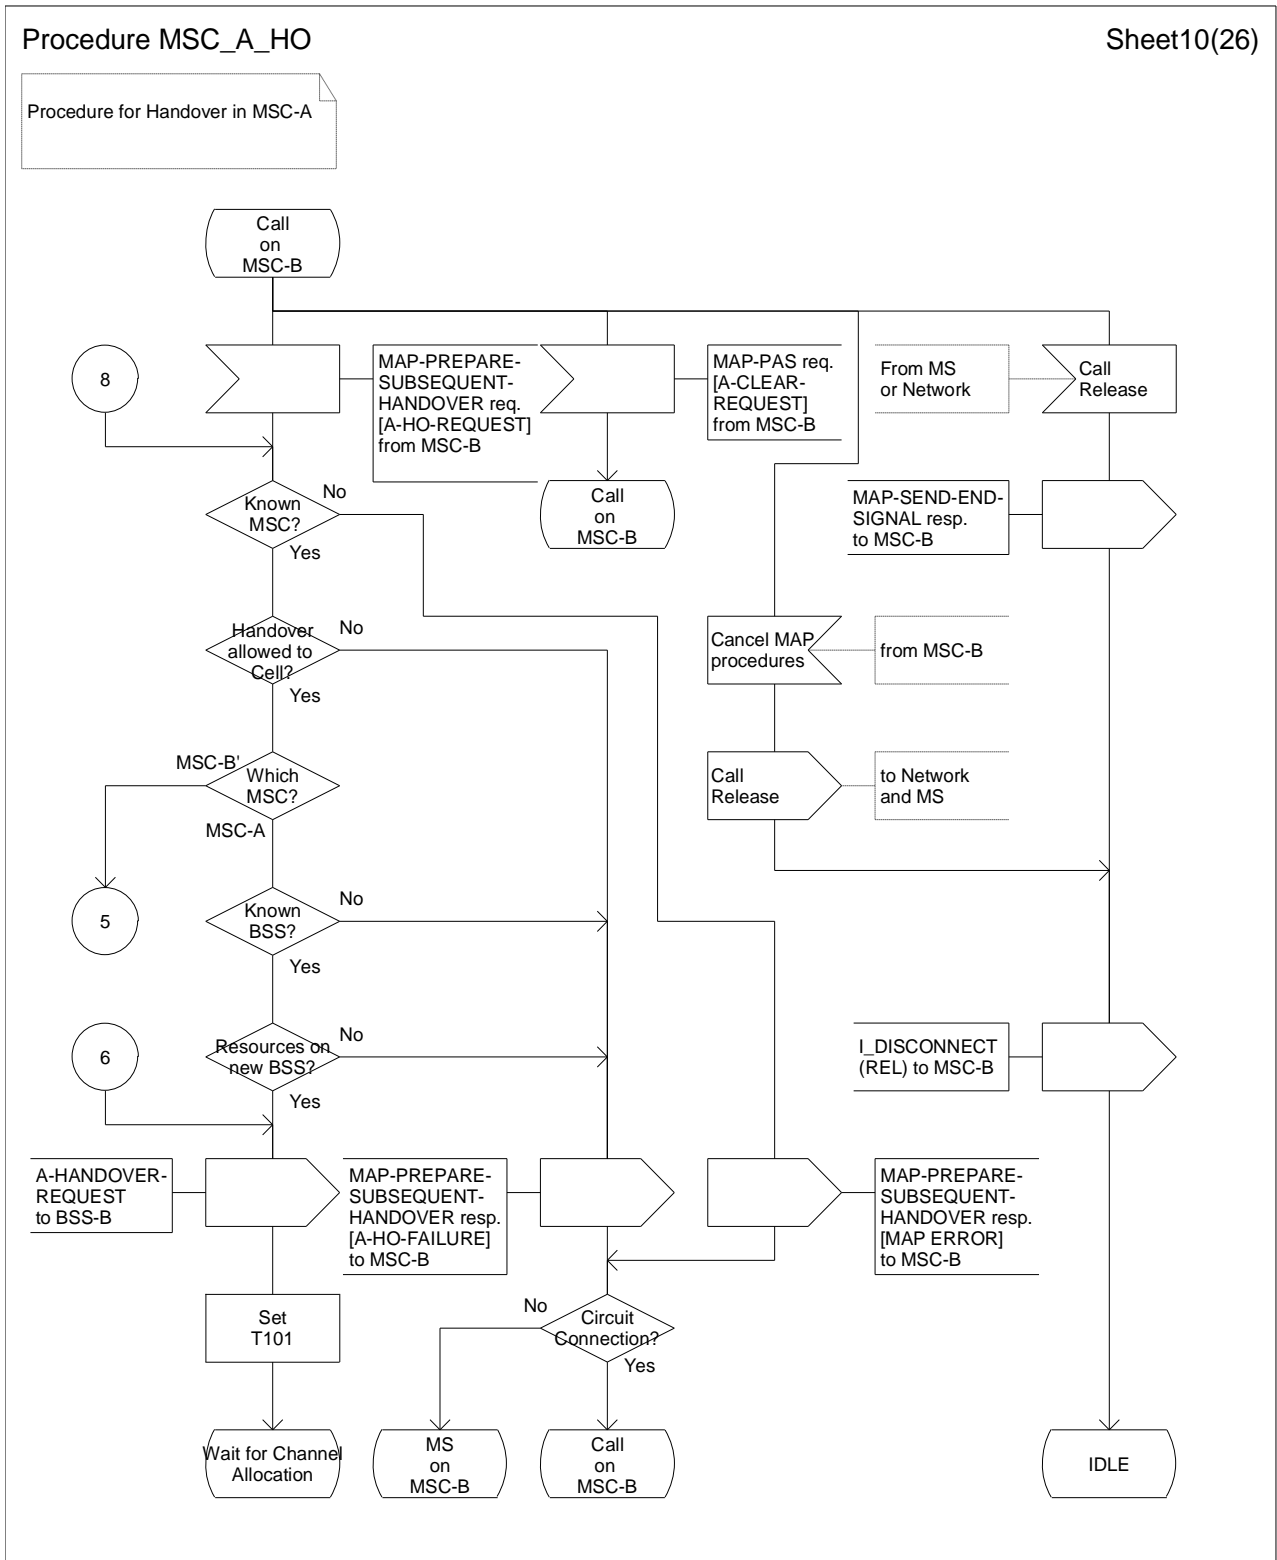 Procedure MSC_A_HO
Sheet10(26)
Procedure for Handover in MSC-A
Call
on
MSC-B
8
MAP-PREPARE-
SUBSEQUENT-
HANDOVER req.
[A-HO-REQUEST]
from MSC-B
MAP-PAS req.
[A-CLEAR-
REQUEST]
from MSC-B
From MS
or Network
Call
Release
Known
MSC?
No
Yes
Call
on
MSC-B
MAP-SEND-END-
SIGNAL resp.
to MSC-B
Handover
allowed to
Cell?
No
Yes
Cancel MAP
procedures
from MSC-B
MSC-B'
Which
MSC?
MSC-A
Call
Release
to Network
and MS
5
Known
BSS?
No
Yes
6
Resources on
new BSS?
No
Yes
I_DISCONNECT
(REL) to MSC-B
A-HANDOVER-
REQUEST
to BSS-B
MAP-PREPARE-
SUBSEQUENT-
HANDOVER resp.
[A-HO-FAILURE]
to MSC-B
MAP-PREPARE-
SUBSEQUENT-
HANDOVER resp.
[MAP ERROR]
to MSC-B
Set
T101
No
Circuit
Connection?
Yes
Wait for Channel
Allocation
MS
on
MSC-B
Call
on
MSC-B
IDLE